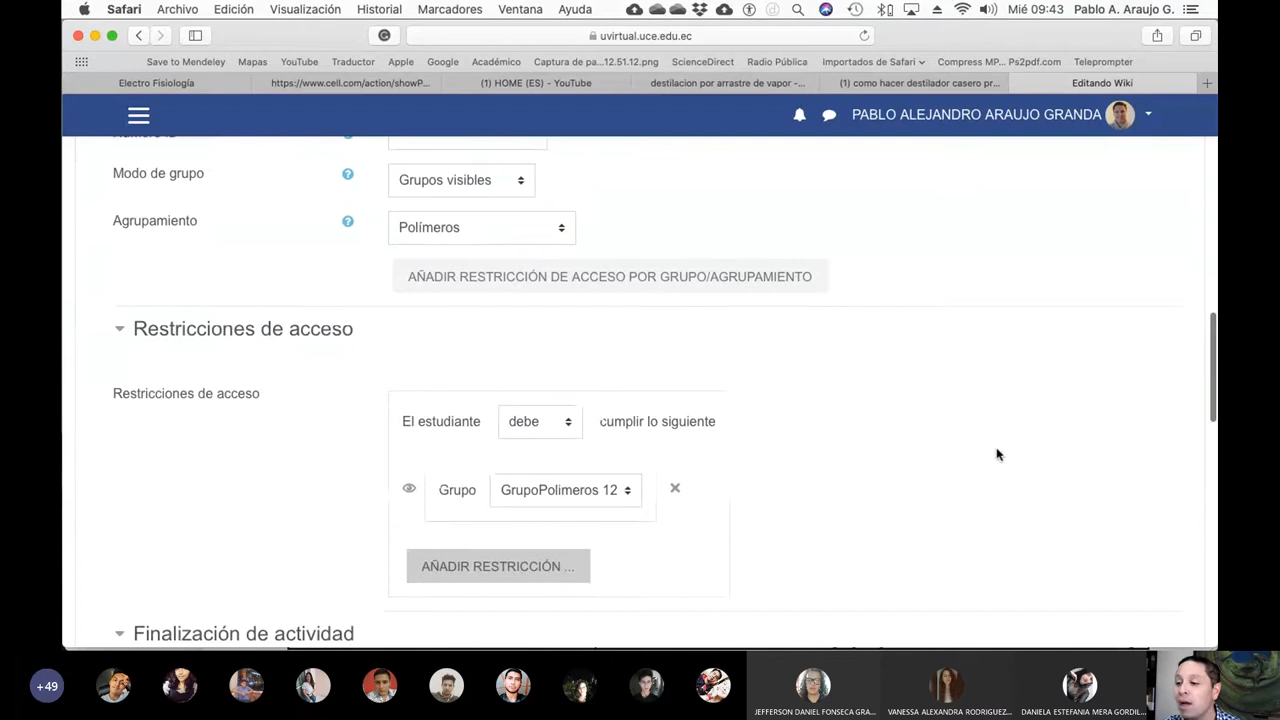 Safari Archivo Edición Visualización Historial Marcadores Ventana Ayuda Mié 09:43 Pablo A. Araujo G.
uvirtual.uce.edu.ec
Save to Mendeley Mapas YouTube Traductor Apple Google Académico Captura de pa...12.51.12.png ScienceDirect Radio Pública Importados de Safari Compress MP... Ps2pdf.com Teleprompter
Electro Fisiología https://www.cell.com/action/showP... (1) HOME (ES) - YouTube destilacion por arrastre de vapor -... (1) como hacer destilador casero pr... Editando Wiki
PABLO ALEJANDRO ARAUJO GRANDA
Modo de grupo Grupos visibles
Agrupamiento Polímeros
AÑADIR RESTRICCIÓN DE ACCESO POR GRUPO/AGRUPAMIENTO
Restricciones de acceso
Restricciones de acceso
El estudiante debe cumplir lo siguiente
Grupo GrupoPolimeros 12
AÑADIR RESTRICCIÓN ...
Finalización de actividad
+49
JEFFERSON DANIEL FONSECA GRA... VANESSA ALEXANDRA RODRIGUEZ... DANIELA ESTEFANIA MERA GORDIL...